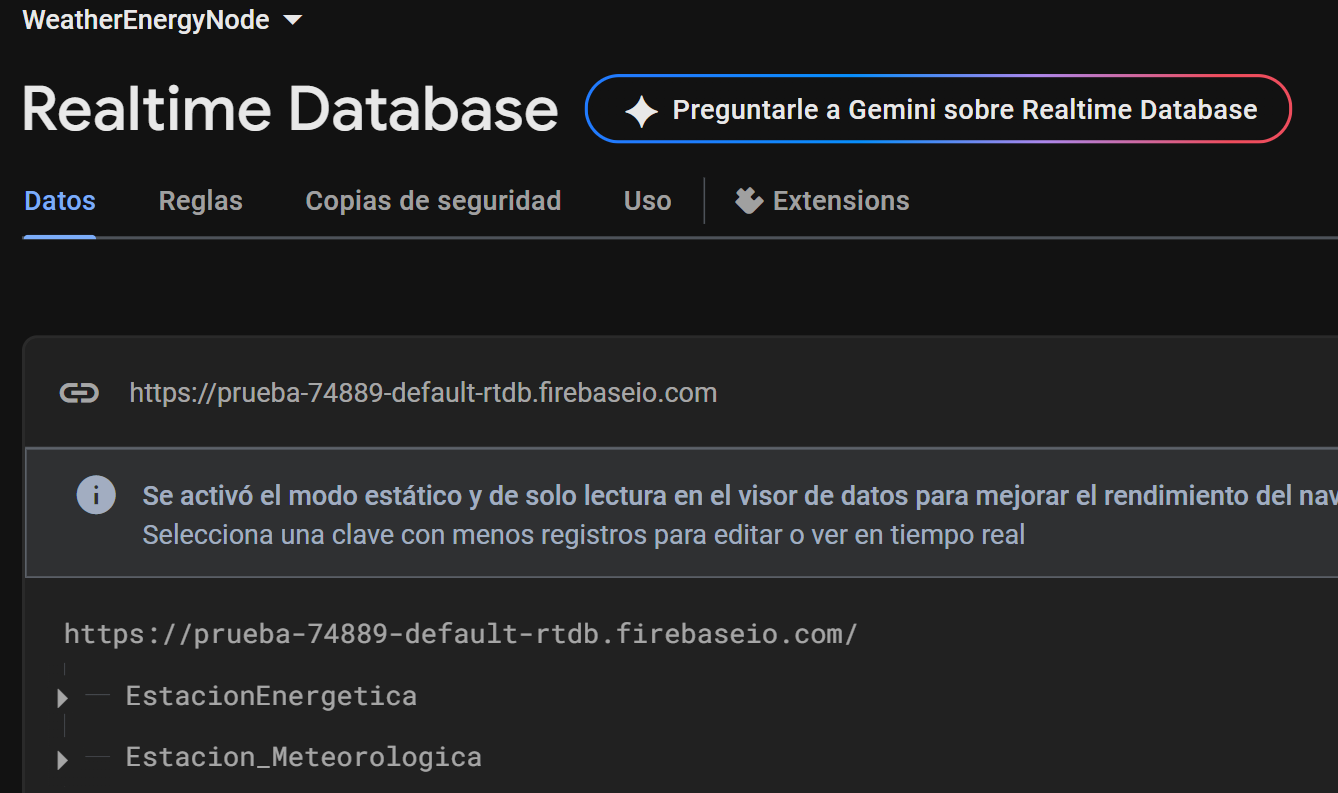 WeatherEnergyNode
Realtime Database
Preguntarle a Gemini sobre Realtime Database
Datos Reglas Copias de seguridad Uso Extensions
https://prueba-74889-default-rtdb.firebaseio.com
Se activó el modo estático y de solo lectura en el visor de datos para mejorar el rendimiento del nav
Selecciona una clave con menos registros para editar o ver en tiempo real
https://prueba-74889-default-rtdb.firebaseio.com/
EstacionEnergetica
Estacion_Meteorologica